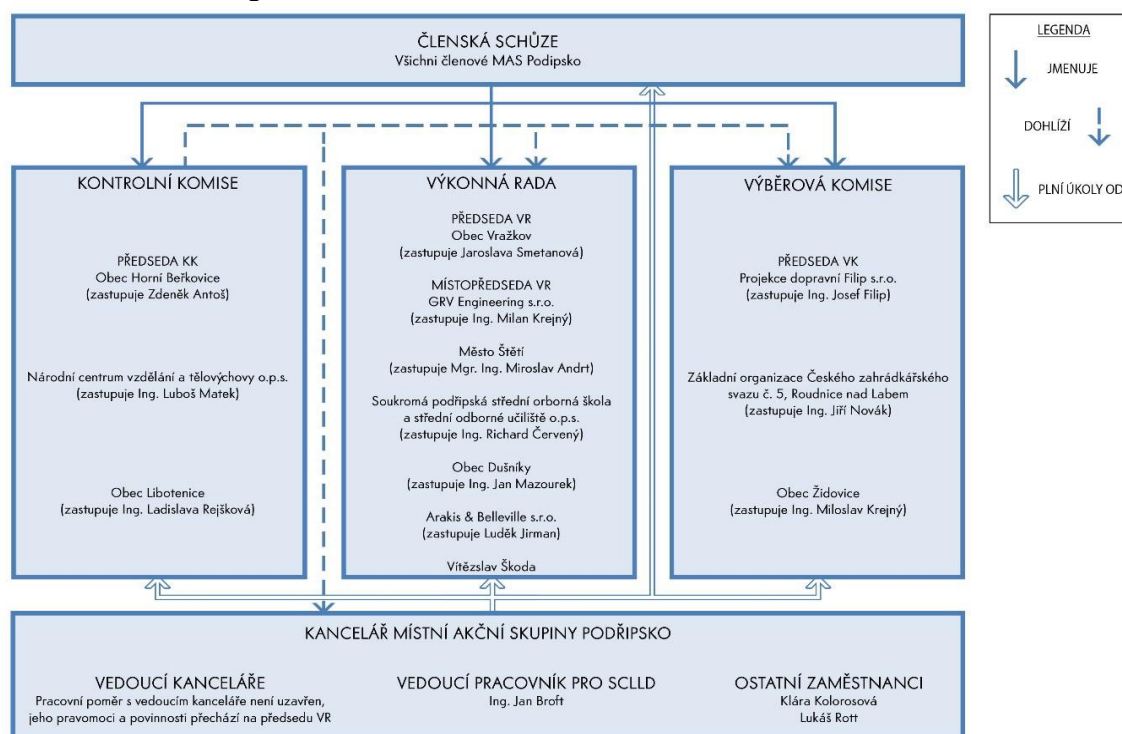 ČLENSKÁ SCHŮZE
Všichni členové MAS Podipsko
LEGENDA
JMENUJE
DOHLÍŽÍ
PLNÍ ÚKOLY OD
KONTROLNÍ KOMISE
PŘEDSEDA KK
Obec Horní Beřkovice
(zastupuje Zdeněk Antoš)
Národní centrum vzdělání a tělovýchovy o.p.s.
(zastupuje Ing. Luboš Matek)
Obec Libotenice
(zastupuje Ing. Ladislava Rejšková)
VÝKONNÁ RADA
PŘEDSEDA VR
Obec Vražkov
(zastupuje Jaroslava Smetanová)
MÍSTOPŘEDSEDA VR
GRV Engineering s.r.o.
(zastupuje Ing. Milan Krejný)
Město Štětí
(zastupuje Mgr. Ing. Miroslav Andrt)
Soukromá podřipská střední orborná škola
a střední odborné učiliště o.p.s.
(zastupuje Ing. Richard Červený)
Obec Dušníky
(zastupuje Ing. Jan Mazourek)
Arakis & Belleville s.r.o.
(zastupuje Luděk Jirman)
Vítězslav Škoda
VÝBĚROVÁ KOMISE
PŘEDSEDA VK
Projekce dopravní Filip s.r.o.
(zastupuje Ing. Josef Filip)
Základní organizace Českého zahrádkářského
svazu č. 5, Roudnice nad Labem
(zastupuje Ing. Jiří Novák)
Obec Židovice
(zastupuje Ing. Miloslav Krejný)
KANCELÁŘ MÍSTNÍ AKČNÍ SKUPINY PODŘIPSKO
VEDOUCÍ KANCELÁŘE
Pracovní poměr s vedoucím kanceláře není uzavřen,
jeho pravomoci a povinnosti přechází na předsedu VR
VEDOUCÍ PRACOVNÍK PRO SCLLD
Ing. Jan Broft
OSTATNÍ ZAMĚSTNANCI
Klára Kolorosová
Lukáš Rott